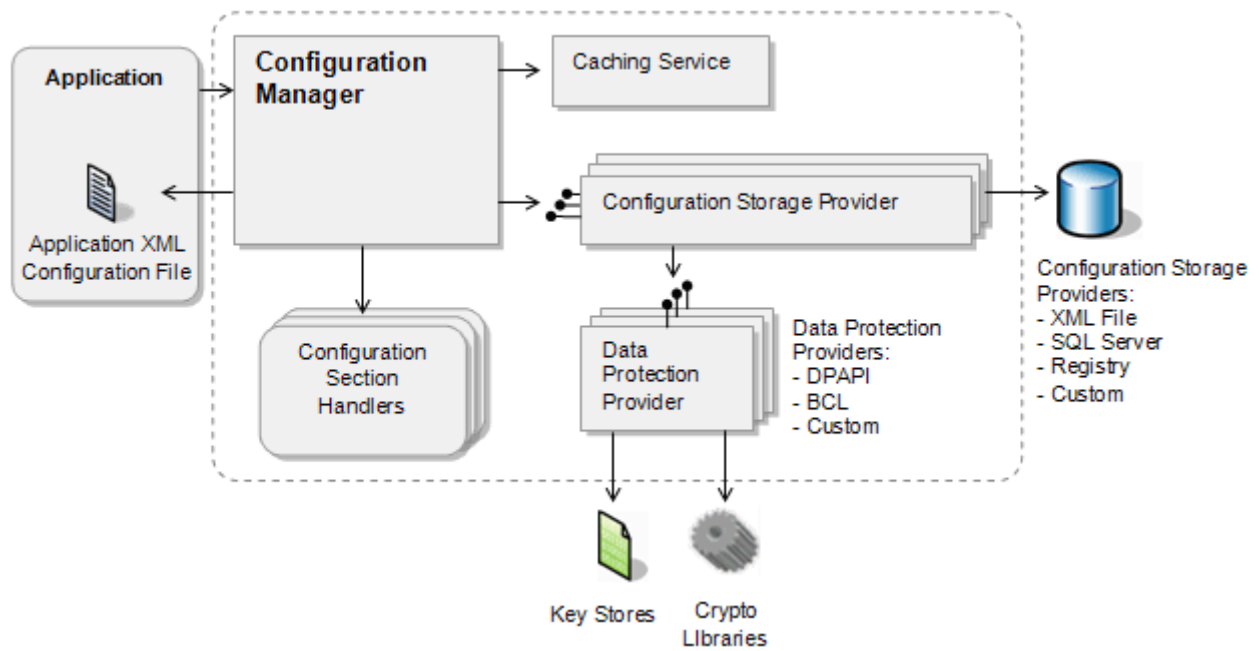 Application
Application XML
Configuration File
Configuration
Manager
Caching Service
Configuration Storage Provider
Configuration Storage
Providers:
- XML File
- SQL Server
- Registry
- Custom
Configuration
Section
Handlers
Data
Protection
Provider
Data Protection
Providers:
- DPAPI
- BCL
- Custom
Key Stores
Crypto
LIbraries